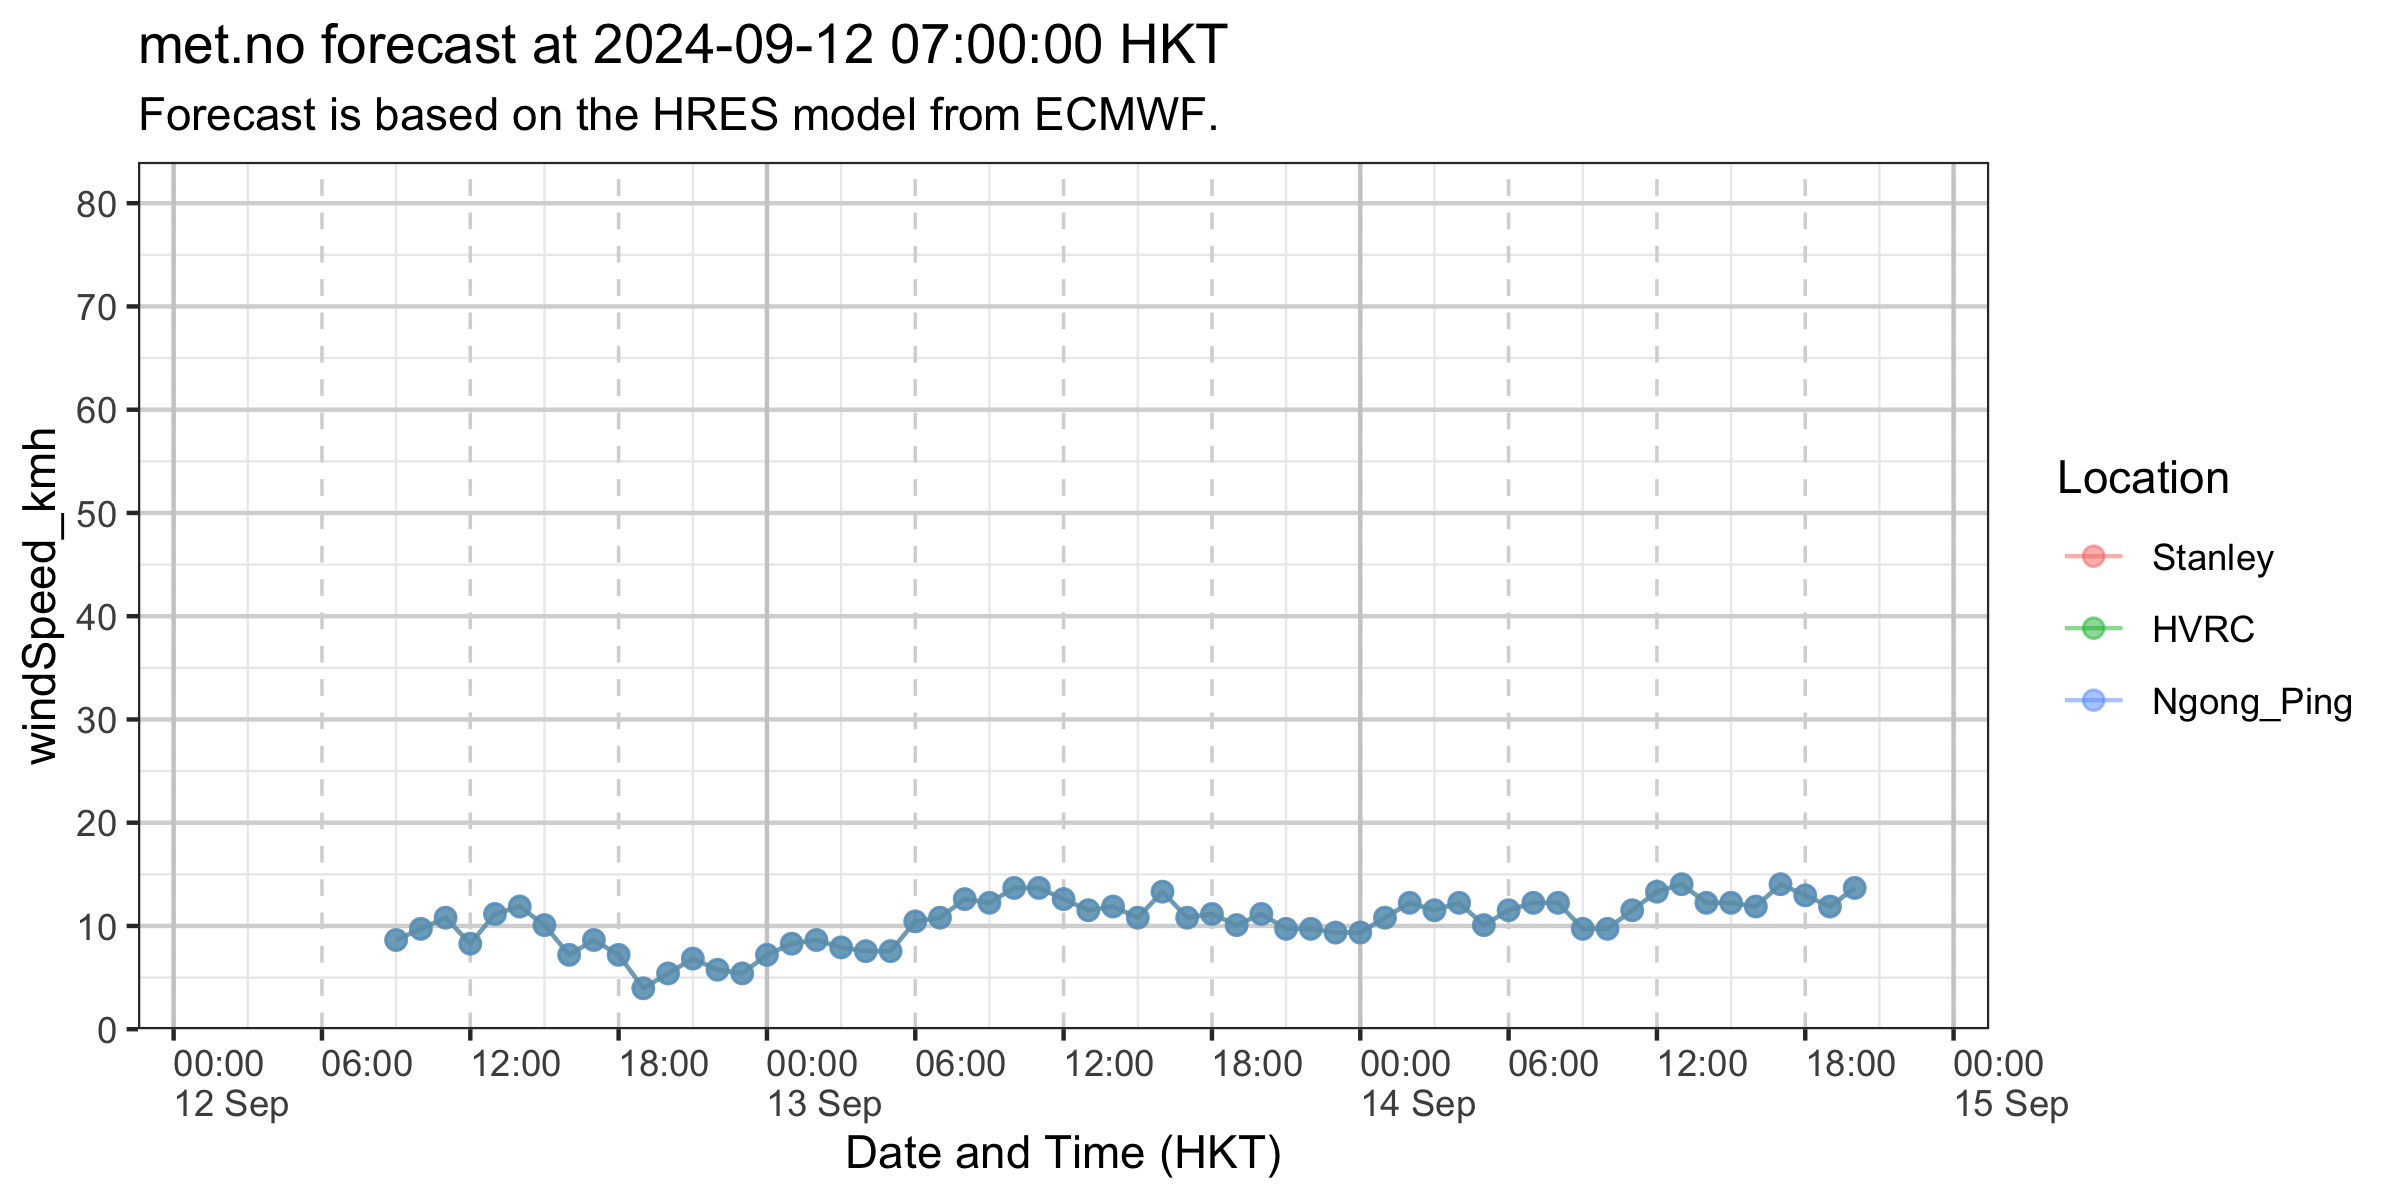 met.no forecast at 2024-09-12 07:00:00 HKT
Forecast is based on the HRES model from ECMWF.
windSpeed_kmh
80
70
60
50
40
30
20
10
0
00:00 06:00 12:00 18:00 00:00 06:00 12:00 18:00 00:00 06:00 12:00 18:00 00:00
12 Sep 13 Sep 14 Sep 15 Sep
Date and Time (HKT)
Location
Stanley
HVRC
Ngong_Ping